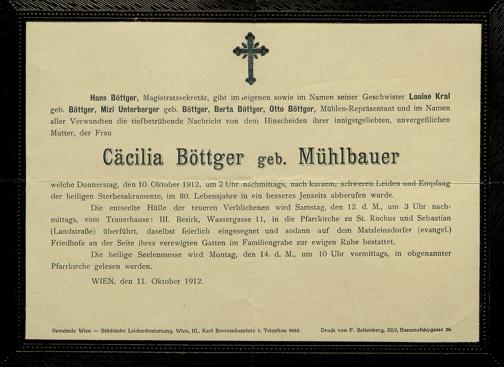 Hans Böttger, Magistratssekretär, gibt im eigenen sowie im Namen seiner Geschwister Louise Kral
geb. Böttger, Mizi Unterberger geb. Böttger, Berta Böttger, Otto Böttger, Mühlen-Repräsentant und im Namen
aller Verwandten die tiefbetrübende Nachricht von dem Hinscheiden ihrer innigstgeliebten, unvergeßlichen
Mutter, der Frau
Cäcilia Böttger geb. Mühlbauer
welche Donnerstag, den 10. Oktober 1912, um 2 Uhr nachmittags, nach kurzem, schweren Leiden und Empfang
der heiligen Sterbesakramente, im 80. Lebensjahre in ein besseres Jenseits abberufen wurde.
Die entseelte Hülle der teueren Verblichenen wird Samstag, den 12. d. M., um 3 Uhr nach-
mittags, vom Trauerhause: III. Bezirk, Wassergasse 11, in die Pfarrkirche zu St. Rochus und Sebastian
(Landstraße) überführt, daselbst feierlich eingesegnet und sodann auf dem Matzleinsdorfer (evangel.)
Friedhofe an der Seite ihres verewigten Gatten im Familiengrabe zur ewigen Ruhe bestattet.
Die heilige Seelenmesse wird Montag, den 14. d. M., um 10 Uhr vormittags, in obgenannter
Pfarrkirche gelesen werden.
WIEN, den 11. Oktober 1912.
Gemeinde Wien — Städtische Leichenbestattung, Wien, III., Karl Borromäusplatz 1. Telephon
Druck von F. Seitenberg, III/2, Rasumofskygasse